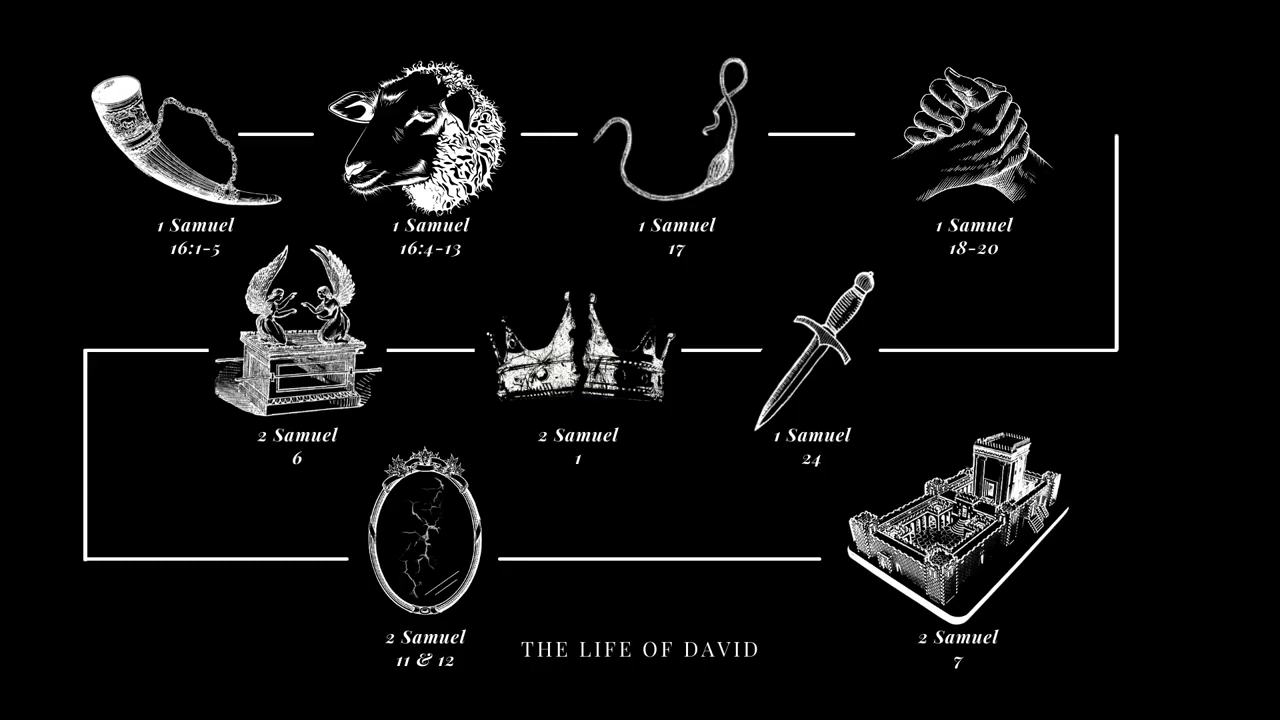 1 Samuel
16:1-5
1 Samuel
16:4-13
1 Samuel
17
1 Samuel
18-20
2 Samuel
6
2 Samuel
1
1 Samuel
24
2 Samuel
11 & 12
THE LIFE OF DAVID
2 Samuel
7